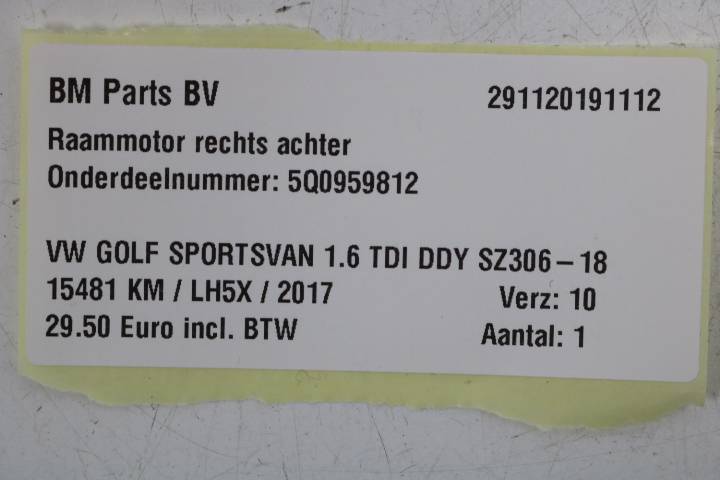 BM Parts BV 291120191112
Raammotor rechts achter
Onderdeelnummer: 5Q0959812
VW GOLF SPORTSVAN 1.6 TDI DDY SZ306-18
15481 KM / LH5X / 2017 Verz: 10
29.50 Euro incl. BTW Aantal: 1